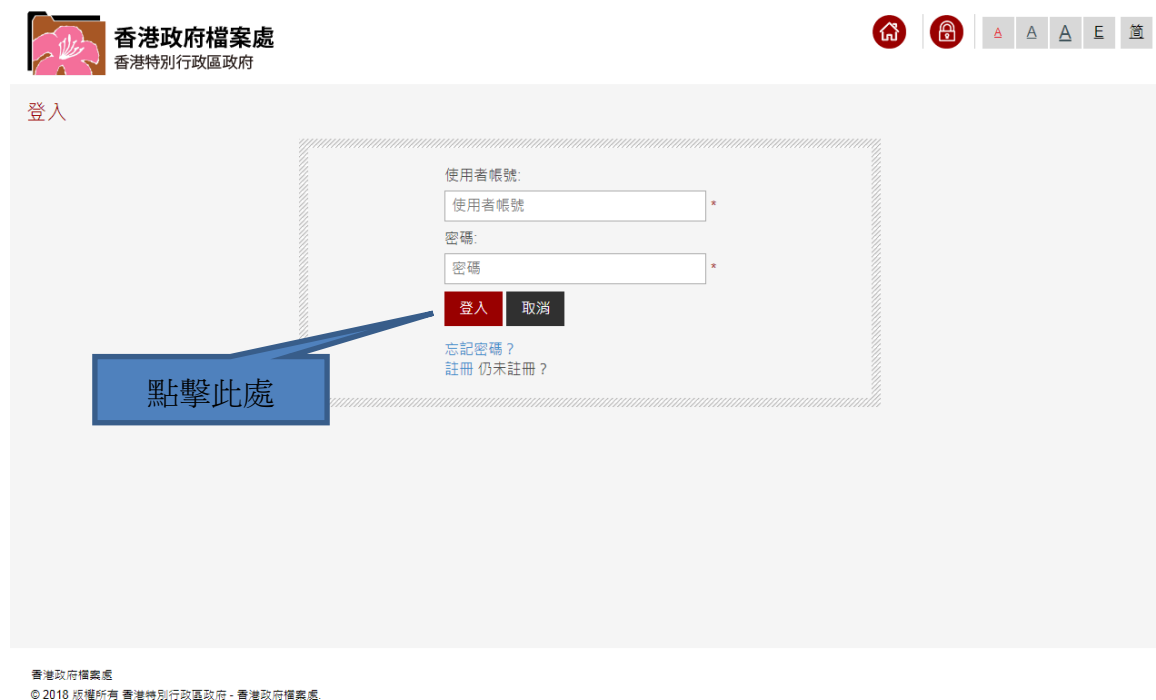 香港政府檔案處
香港特別行政區政府
A A A E 简
登入
使用者帳號:
使用者帳號 *
密碼:
密碼 *
登入 取消
忘記密碼？
註冊 仍未註冊？
點擊此處
香港政府檔案處
© 2018 版權所有 香港特別行政區政府 - 香港政府檔案處.